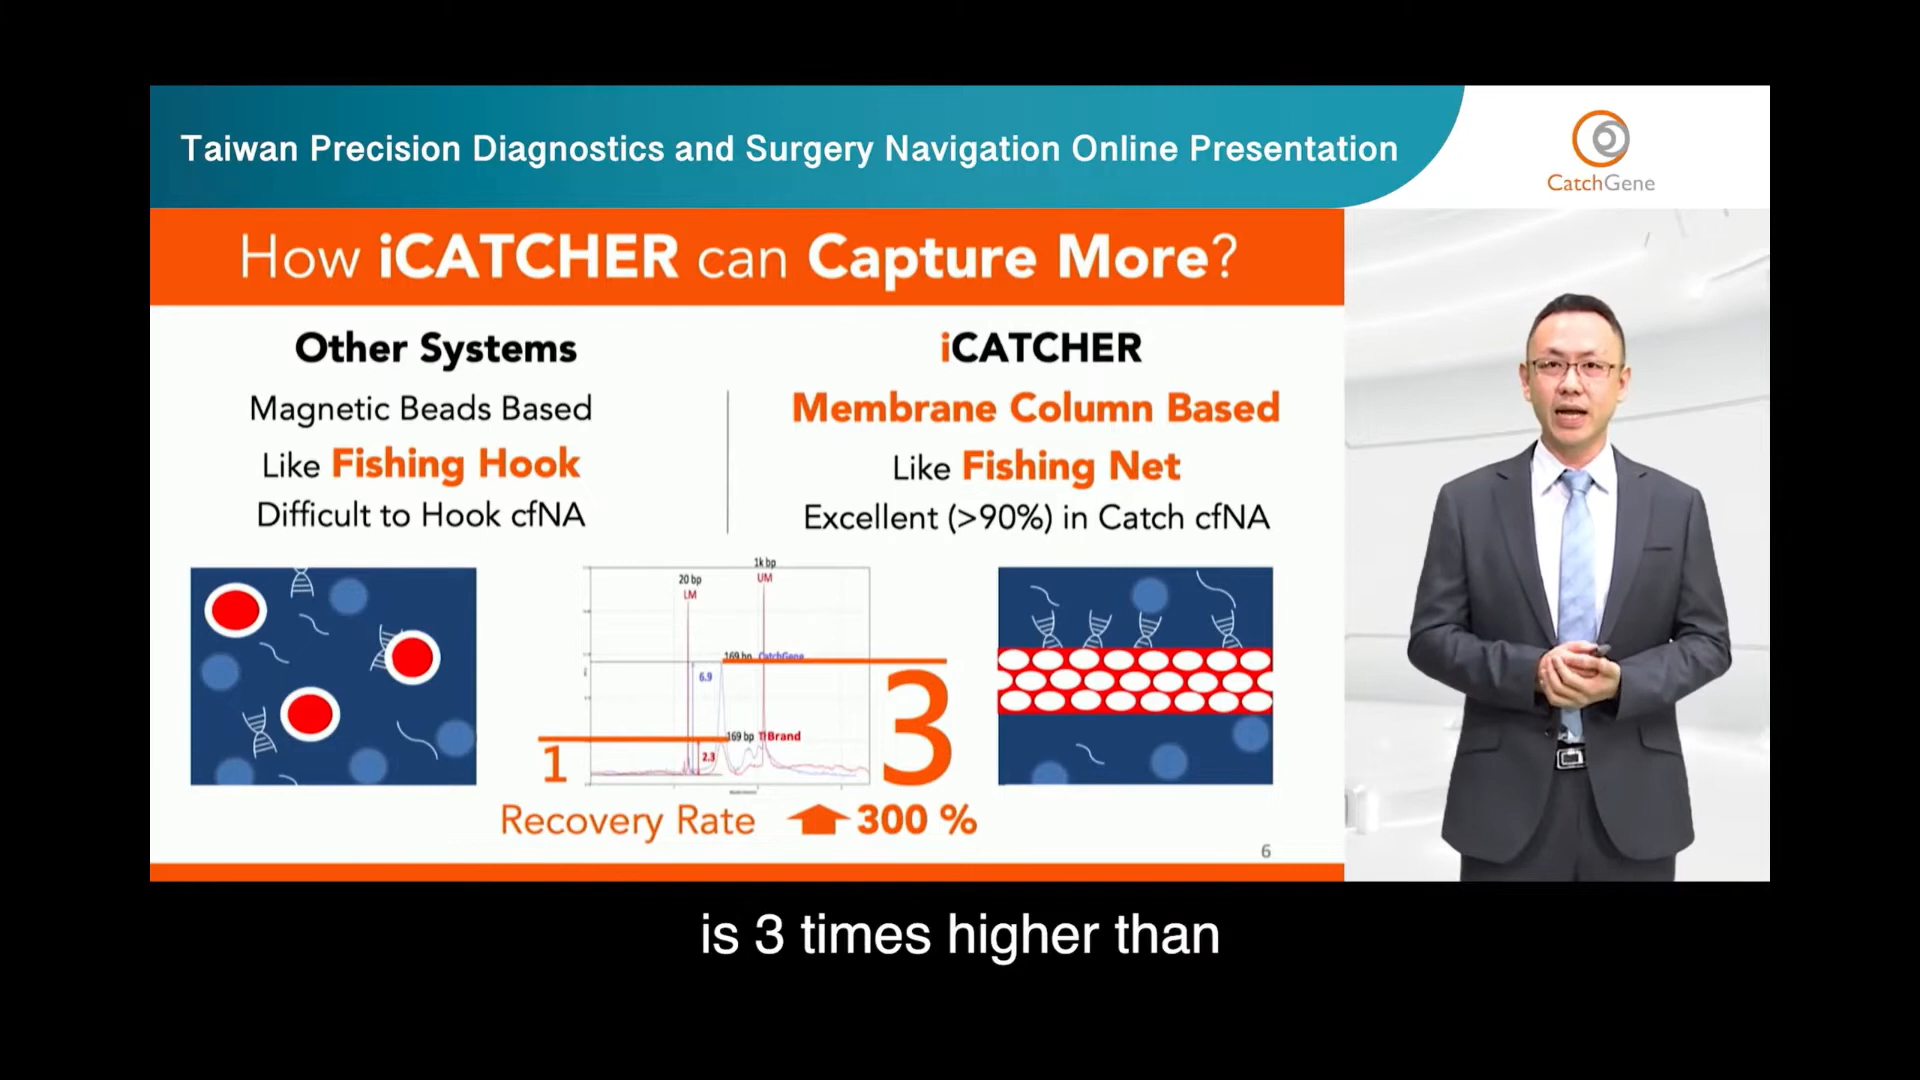 Taiwan Precision Diagnostics and Surgery Navigation Online Presentation
CatchGene
How iCATCHER can Capture More?
Other Systems
Magnetic Beads Based
Like Fishing Hook
Difficult to Hook cfNA
iCATCHER
Membrane Column Based
Like Fishing Net
Excellent (>90%) in Catch cfNA
1k bp
UM
20 bp
LM
169 bp CatchGene
6.9
3
169 bp
Brand
1
2.3
Recovery Rate 300 %
6
is 3 times higher than